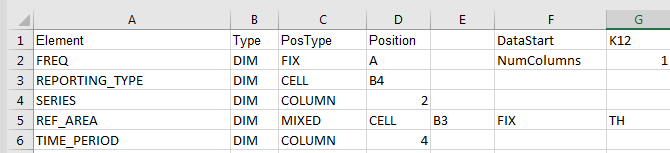 A B C D E F G
1 Element Type PosType Position DataStart K12
2 FREQ DIM FIX A NumColumns 1
3 REPORTING_TYPE DIM CELL B4
4 SERIES DIM COLUMN 2
5 REF_AREA DIM MIXED CELL B3 FIX TH
6 TIME_PERIOD DIM COLUMN 4